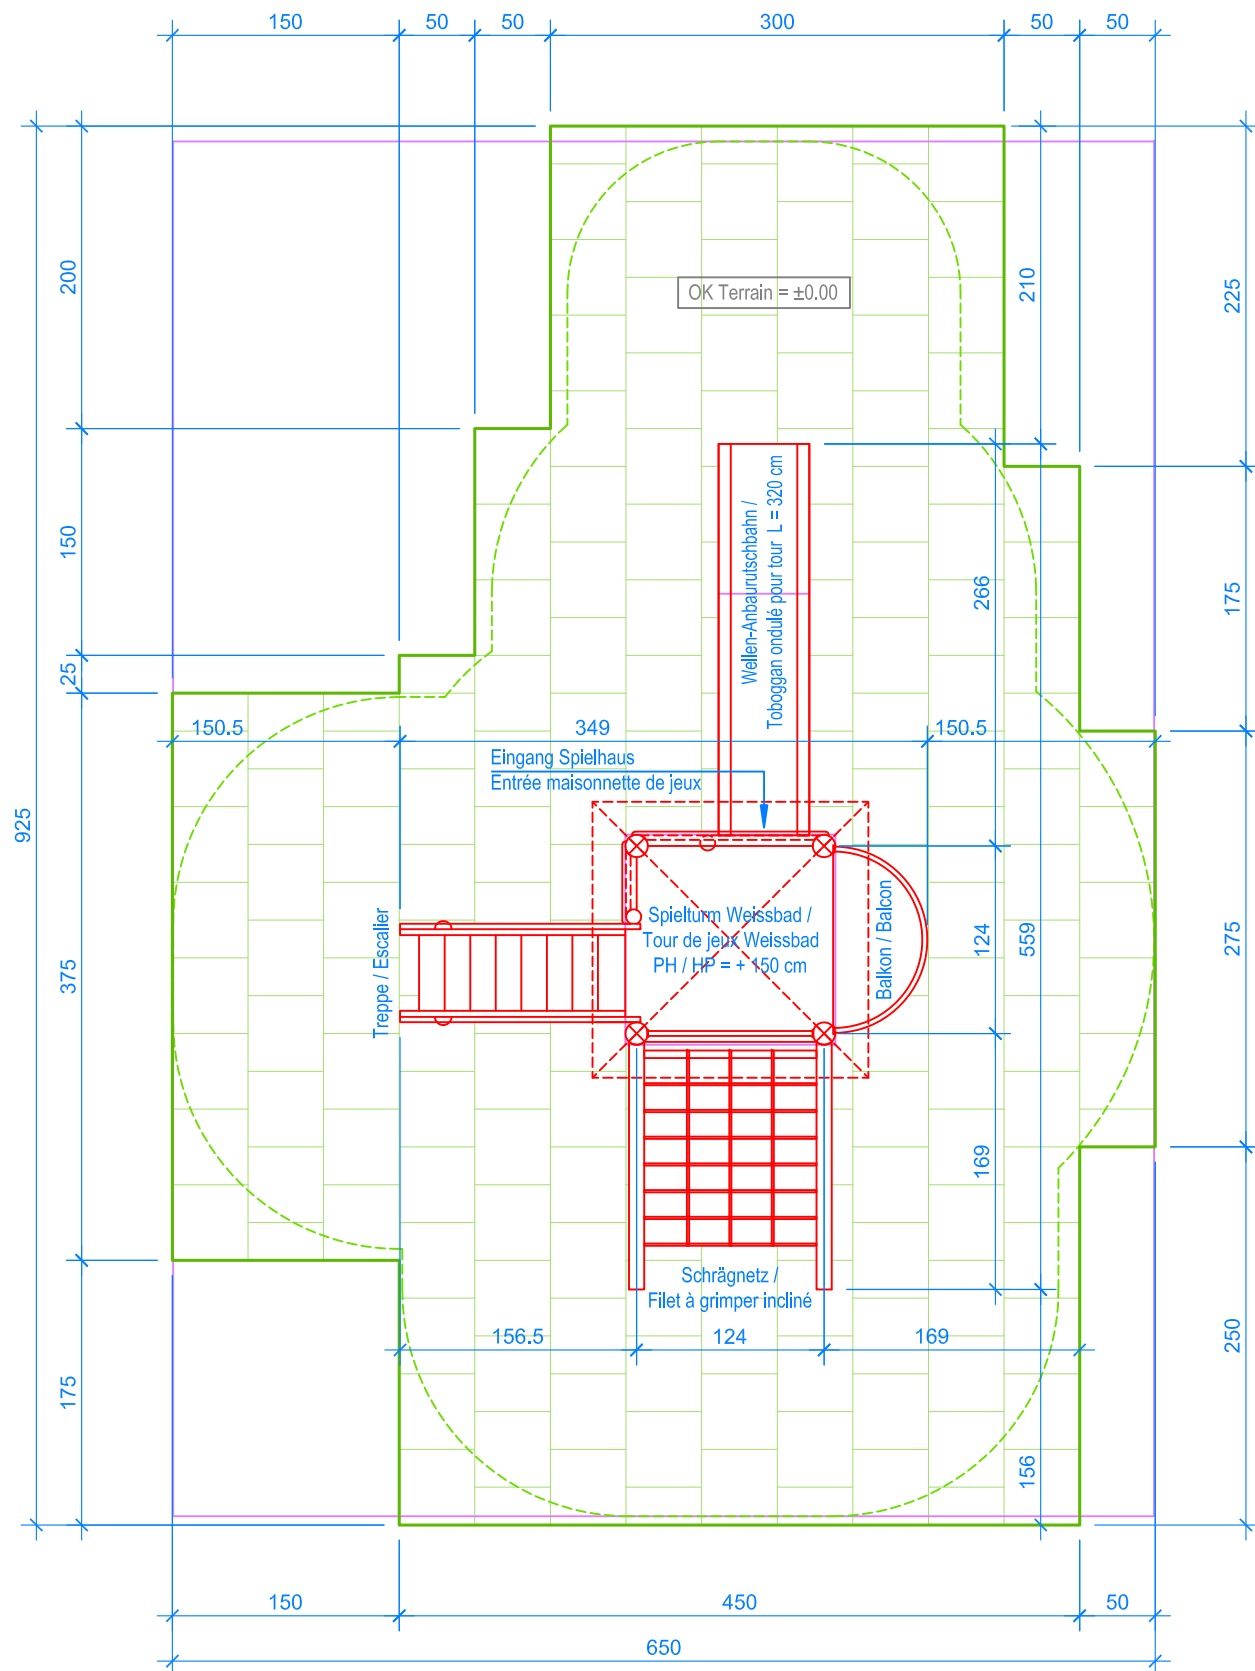 150
50
50
300
50
50
200
OK Terrain = ±0.00
210
225
150
Wellen-Anbaurutschbahn /
Toboggan ondulé pour tour L = 320 cm
266
175
25
150.5
349
150.5
Eingang Spielhaus
Entrée maisonnette de jeux
925
Spielturm Weissbad /
Tour de jeux Weissbad
PH / HP = + 150 cm
Treppe / Escalier
Balkon / Balcon
124
559
275
375
169
Schrägnetz /
Filet à grimper incliné
156.5
124
169
250
175
156
150
450
50
650